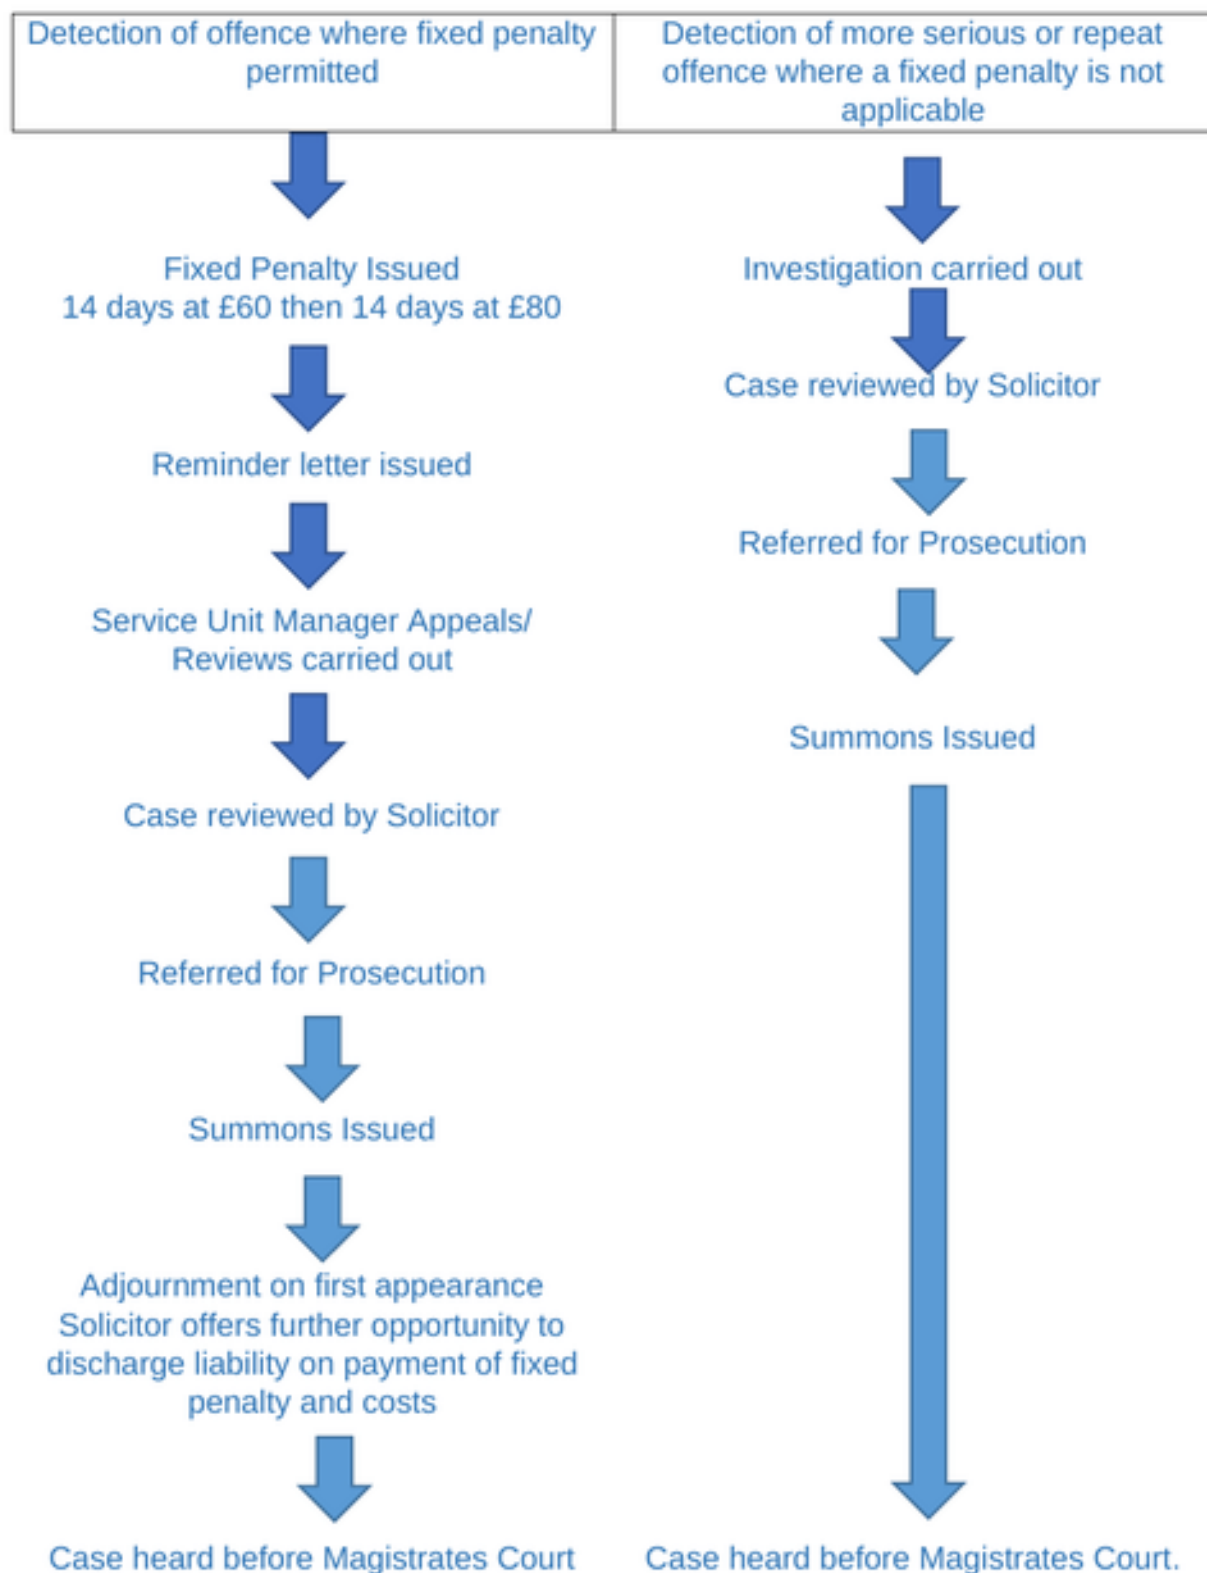 Detection of offence where fixed penalty
permitted
Detection of more serious or repeat
offence where a fixed penalty is not
applicable
Fixed Penalty Issued
14 days at £60 then 14 days at £80
Reminder letter issued
Service Unit Manager Appeals/
Reviews carried out
Case reviewed by Solicitor
Referred for Prosecution
Summons Issued
Adjournment on first appearance
Solicitor offers further opportunity to
discharge liability on payment of fixed
penalty and costs
Case heard before Magistrates Court
Investigation carried out
Case reviewed by Solicitor
Referred for Prosecution
Summons Issued
Case heard before Magistrates Court.